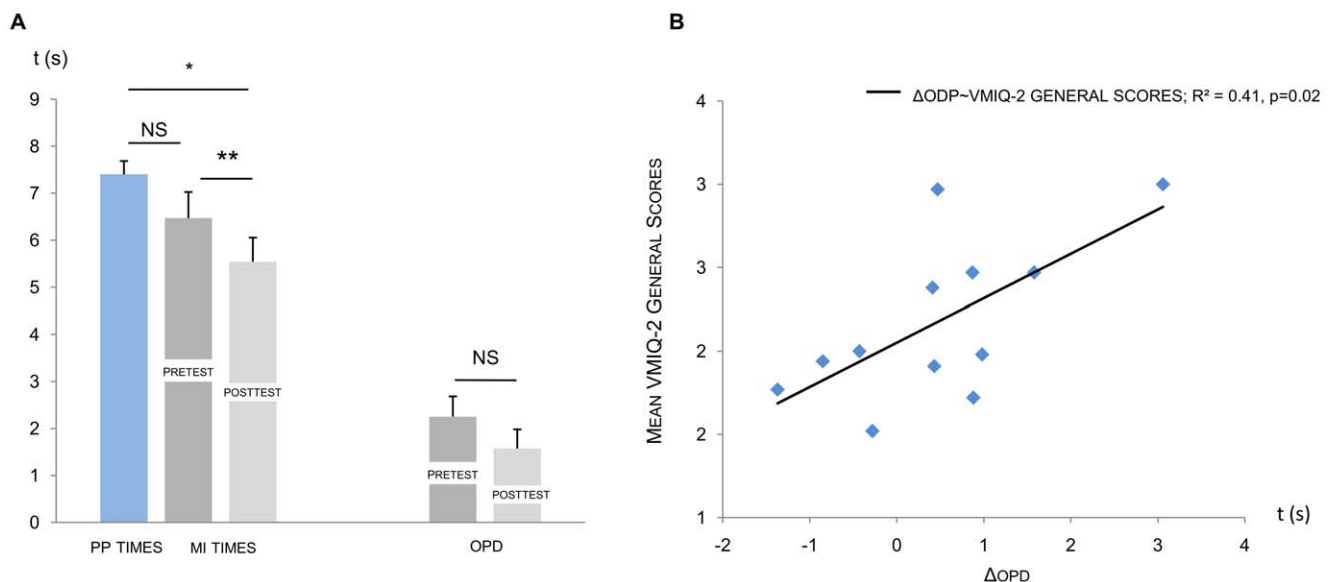 A
t (s)
*
NS
**
9
8
7
6
5
4
3
2
1
0
PRETEST
POSTTEST
NS
PRETEST
POSTTEST
PP TIMES
MI TIMES
OPD
B
ΔODP~VMIQ-2 GENERAL SCORES; R² = 0.41, p=0.02
MEAN VMIQ-2 GENERAL SCORES
4
3
3
2
2
1
-2
-1
0
1
2
3
4
t (s)
ΔOPD